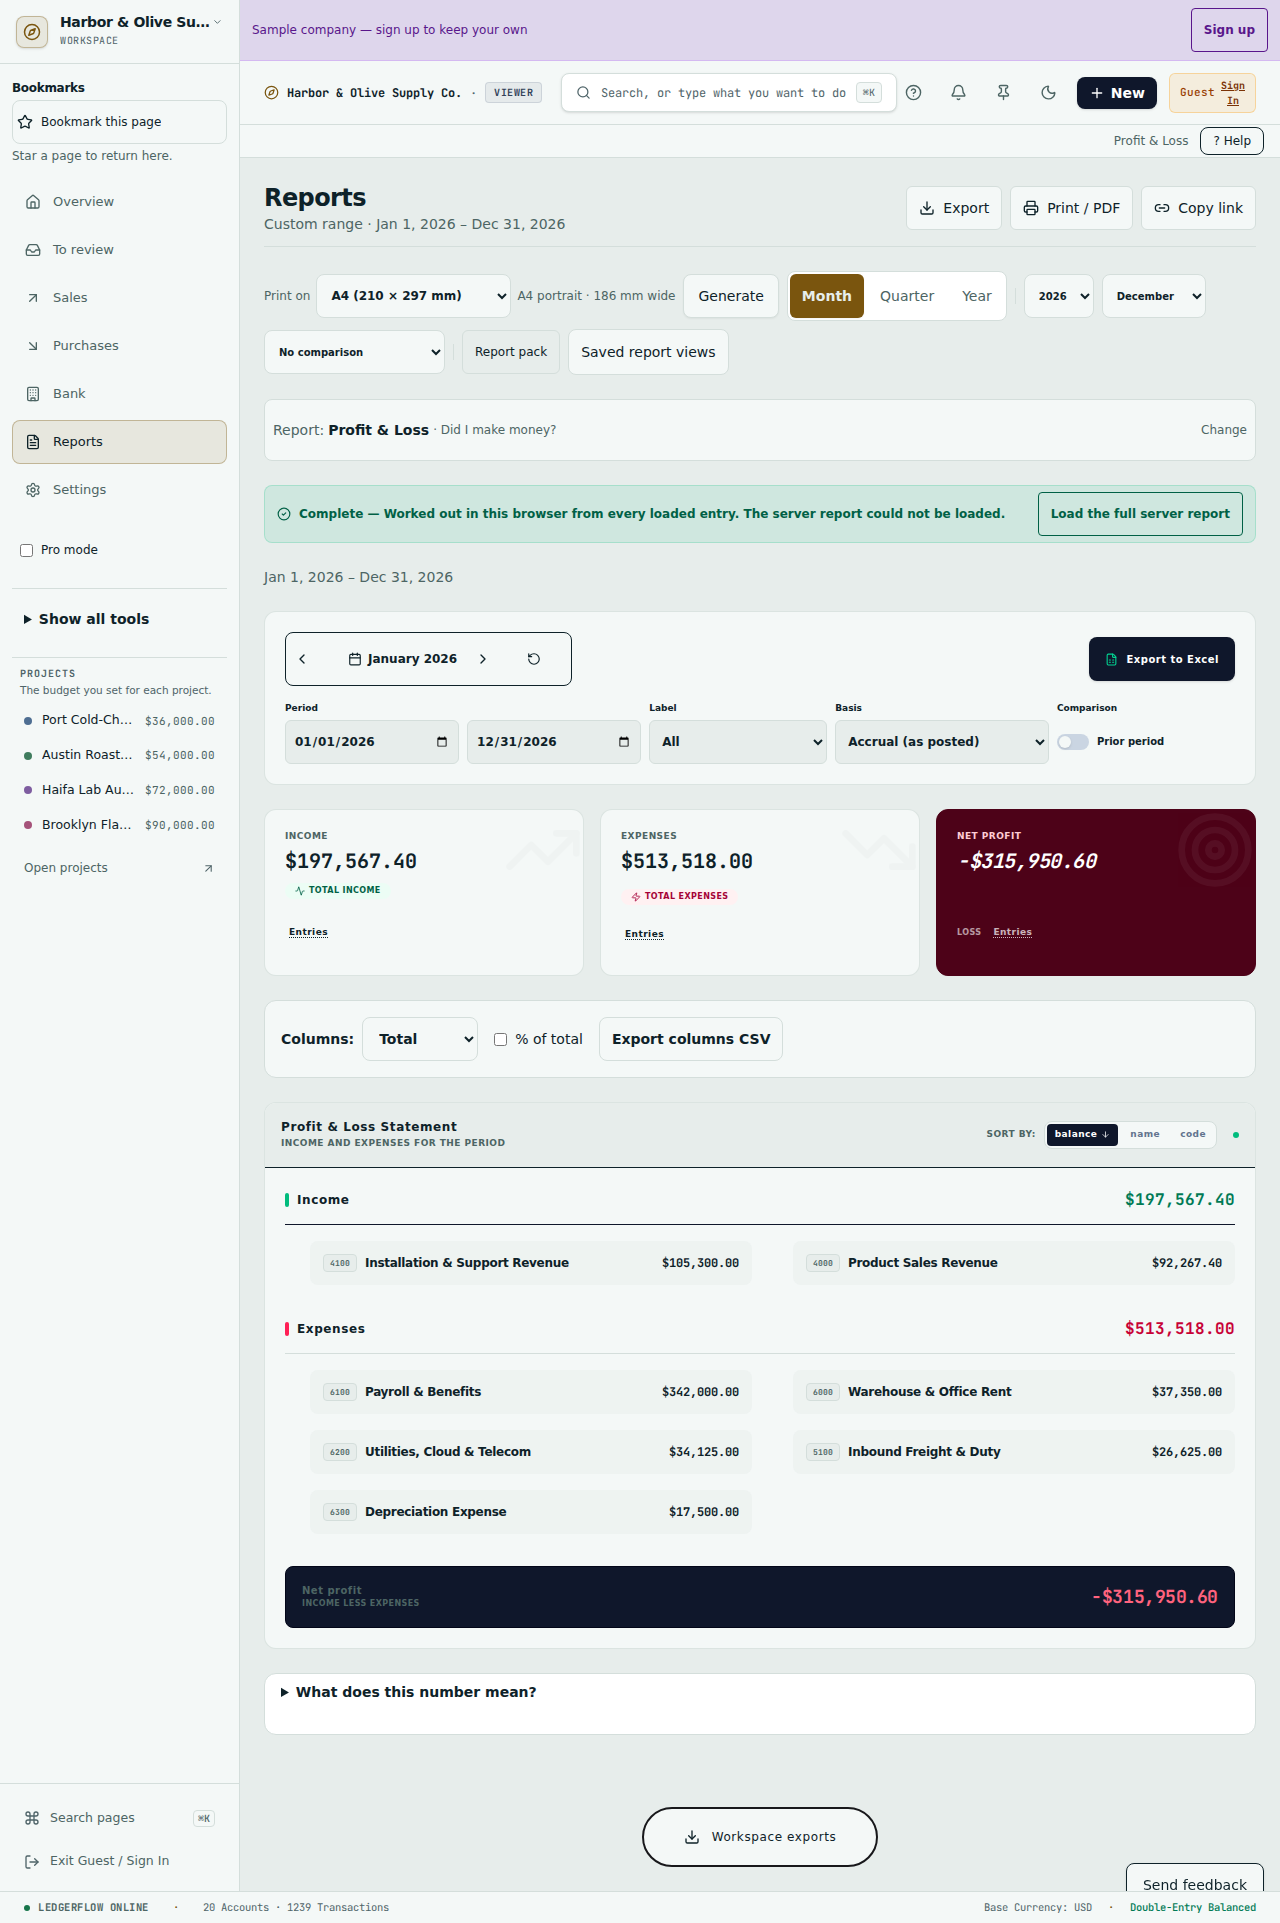 Harbor & Olive Su...
WORKSPACE
Bookmarks
Bookmark this page
Star a page to return here.
Overview
To review
Sales
Purchases
Bank
Reports
Settings
Pro mode
Show all tools
PROJECTS
The budget you set for each project.
Port Cold-Ch... $36,000.00
Austin Roast... $54,000.00
Haifa Lab Au... $72,000.00
Brooklyn Fla... $90,000.00
Open projects
Search pages ⌘K
Exit Guest / Sign In
Sample company — sign up to keep your own
Sign up
Harbor & Olive Supply Co. · VIEWER
Search, or type what you want to do ⌘K
New
Guest Sign In
Profit & Loss
? Help
Reports
Custom range · Jan 1, 2026 – Dec 31, 2026
Export
Print / PDF
Copy link
Print on A4 (210 × 297 mm) A4 portrait · 186 mm wide Generate Month Quarter Year 2026 December
No comparison Report pack Saved report views
Report: Profit & Loss · Did I make money? Change
Complete — Worked out in this browser from every loaded entry. The server report could not be loaded. Load the full server report
Jan 1, 2026 – Dec 31, 2026
January 2026
Export to Excel
Period Label Basis Comparison
01/01/2026 12/31/2026 All Accrual (as posted) Prior period
INCOME
$197,567.40
TOTAL INCOME
Entries
EXPENSES
$513,518.00
TOTAL EXPENSES
Entries
NET PROFIT
-$315,950.60
LOSS Entries
Columns: Total % of total Export columns CSV
Profit & Loss Statement
INCOME AND EXPENSES FOR THE PERIOD
SORT BY: balance ↓ name code
Income $197,567.40
4100 Installation & Support Revenue $105,300.00
4000 Product Sales Revenue $92,267.40
Expenses $513,518.00
6100 Payroll & Benefits $342,000.00
6000 Warehouse & Office Rent $37,350.00
6200 Utilities, Cloud & Telecom $34,125.00
5100 Inbound Freight & Duty $26,625.00
6300 Depreciation Expense $17,500.00
Net profit
INCOME LESS EXPENSES
-$315,950.60
What does this number mean?
Workspace exports
Send feedback
LEDGERFLOW ONLINE · 20 Accounts · 1239 Transactions
Base Currency: USD · Double-Entry Balanced